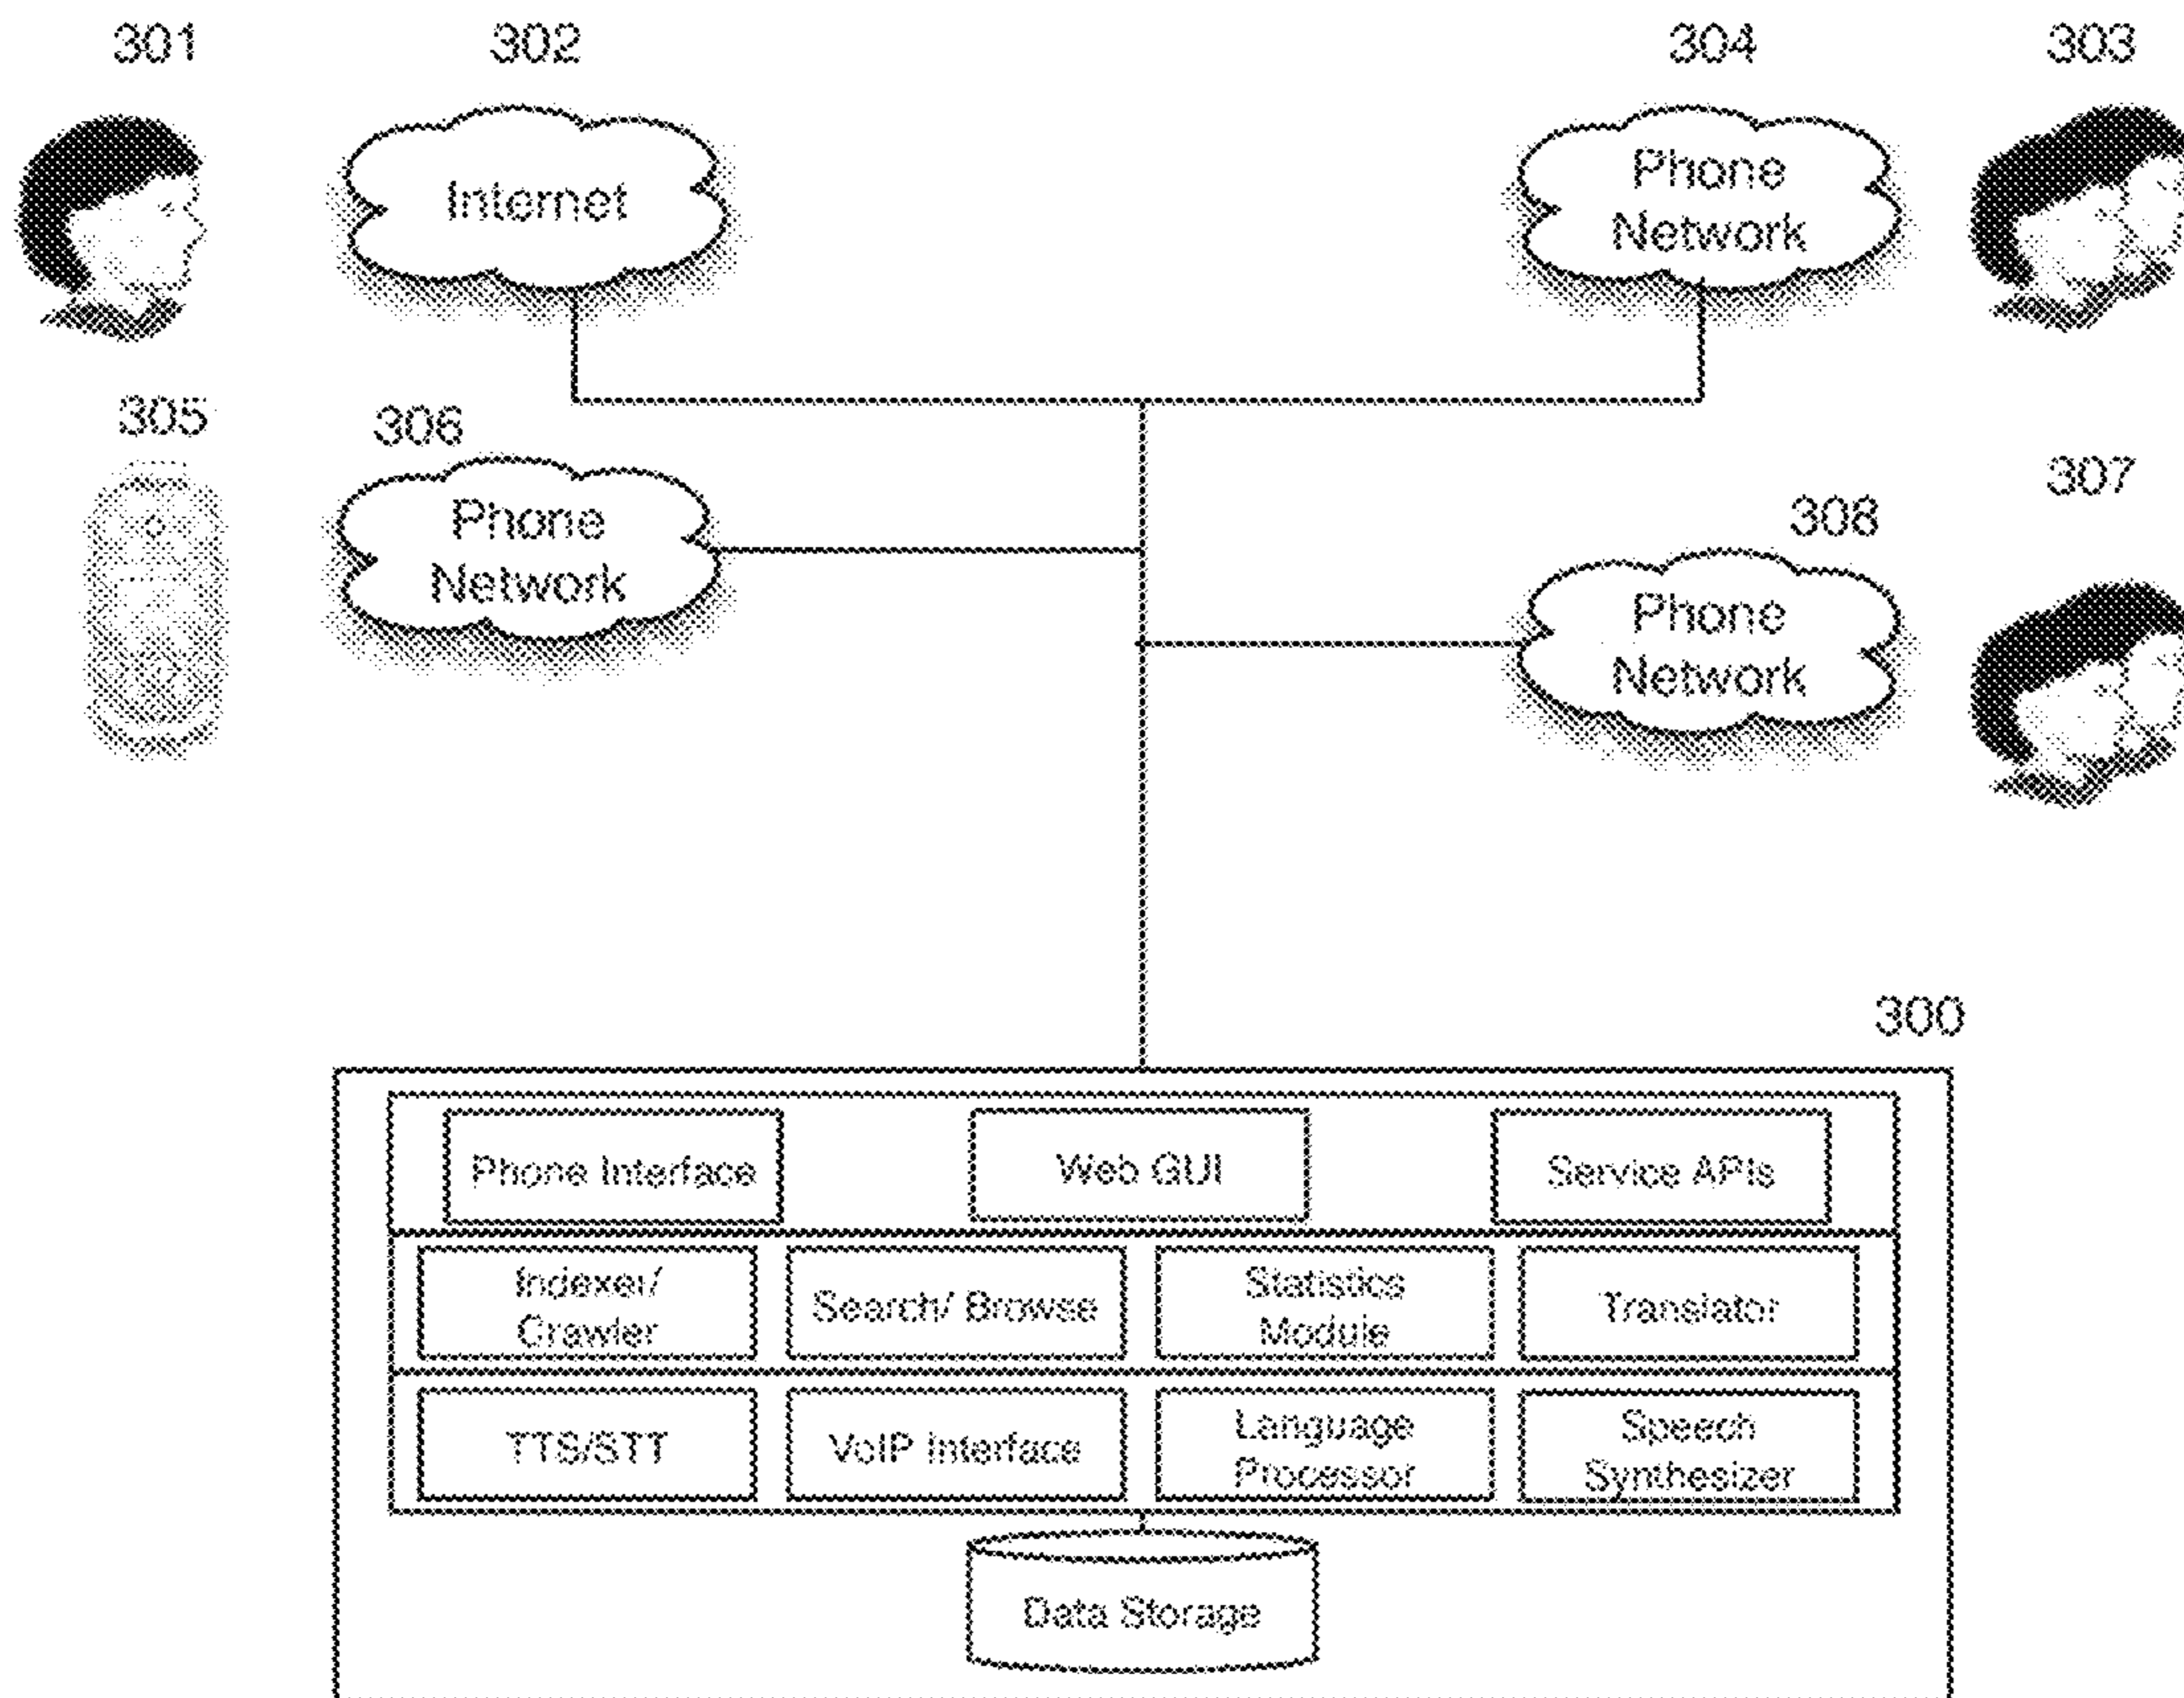 301
302
304
303
Internet
Phone
Network
305
306
Phone
Network
307
308
Phone
Network
300
Phone Interface
Web GUI
Service APIs
Indexer/
Crawler
Search/ Browse
Statistics
Module
Translator
TTS/STT
VoIP Interface
Language
Processor
Speech
Synthesizer
Data Storage